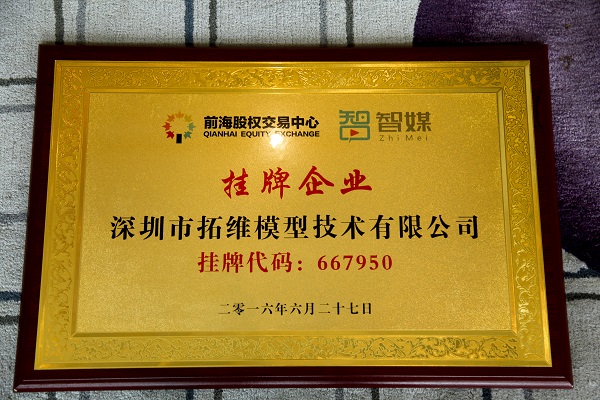 前海股权交易中心
QIANHAI EQUITY EXCHANGE
智媒
ZhiMei
挂牌企业
深圳市拓维模型技术有限公司
挂牌代码：667950
二零一六年六月二十七日